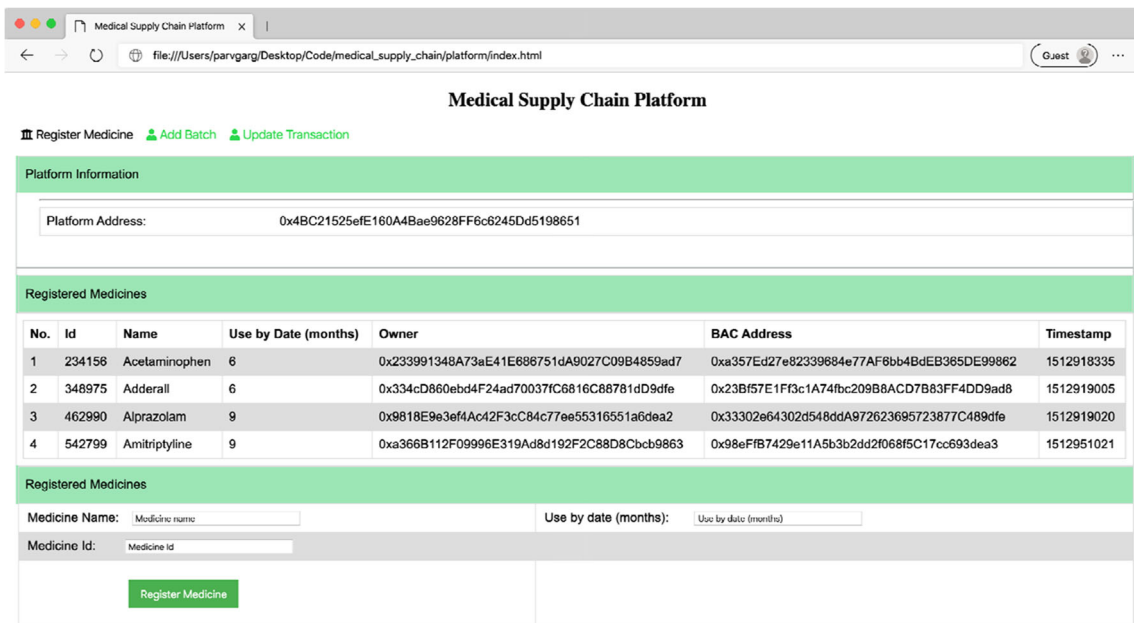 Medical Supply Chain Platform
file:///Users/parvgarg/Desktop/Code/medical_supply_chain/platform/index.html Guest
Medical Supply Chain Platform
Register Medicine Add Batch Update Transaction
Platform Information
Platform Address: 0x4BC21525efE160A4Bae9628FF6c6245Dd5198651
Registered Medicines
No. Id Name Use by Date (months) Owner BAC Address Timestamp
1 234156 Acetaminophen 6 0x233991348A73aE41E686751dA9027C09B4859ad7 0xa357Ed27e82339684e77AF6bb4BdEB365DE99862 1512918335
2 348975 Adderall 6 0x334cD860ebd4F24ad70037fC6816C88781dD9dfe 0x23Bf57E1Ff3c1A74fbc209B8ACD7B83FF4DD9ad8 1512919005
3 462990 Alprazolam 9 0x9818E9e3ef4Ac42F3cC84c77ee55316551a6dea2 0x33302e64302d548ddA972623695723877C489dfe 1512919020
4 542799 Amitriptyline 9 0xa366B112F09996E319Ad8d192F2C88D8Cbcb9863 0x98eFfB7429e11A5b3b2dd2f068f5C17cc693dea3 1512951021
Registered Medicines
Medicine Name: Medicine name Use by date (months): Use by date (months)
Medicine Id: Medicine Id
Register Medicine